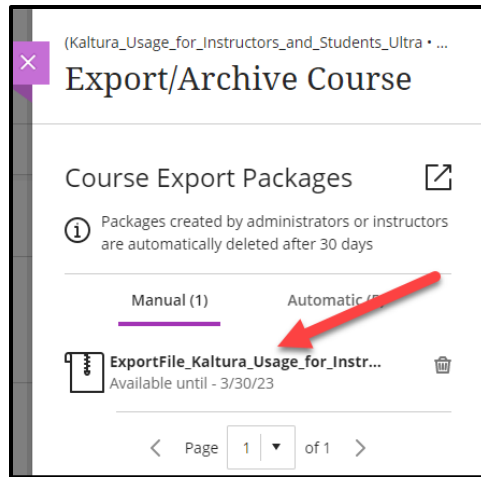 (Kaltura_Usage_for_Instructors_and_Students_Ultra • ...
Export/Archive Course
Course Export Packages
Packages created by administrators or instructors
are automatically deleted after 30 days
Manual (1)
Automatic
ExportFile_Kaltura_Usage_for_Instr...
Available until - 3/30/23
Page 1 of 1